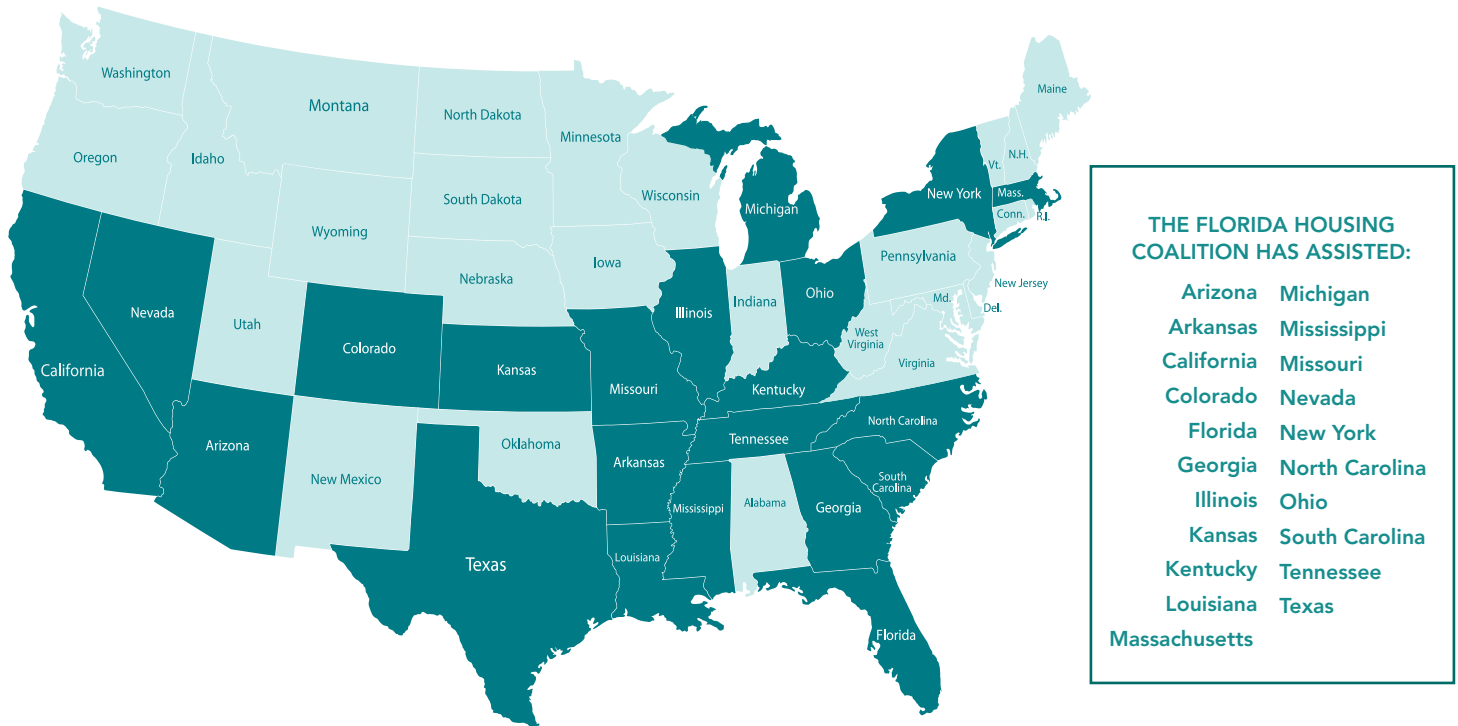 Washington
Oregon
Idaho
Montana
North Dakota
South Dakota
Wyoming
Nebraska
Minnesota
Wisconsin
Iowa
Michigan
Illinois
Indiana
Ohio
Pennsylvania
New York
Vt.
N.H.
Maine
Mass.
Conn.
R.I.
New Jersey
Md.
Del.
West
Virginia
Virginia
Kentucky
Nevada
Utah
Colorado
Kansas
Missouri
California
Arizona
New Mexico
Oklahoma
Arkansas
Tennessee
North Carolina
South
Carolina
Mississippi
Alabama
Georgia
Texas
Louisiana
Florida
THE FLORIDA HOUSING
COALITION HAS ASSISTED:
Arizona
Arkansas
California
Colorado
Florida
Georgia
Illinois
Kansas
Kentucky
Louisiana
Massachusetts
Michigan
Mississippi
Missouri
Nevada
New York
North Carolina
Ohio
South Carolina
Tennessee
Texas